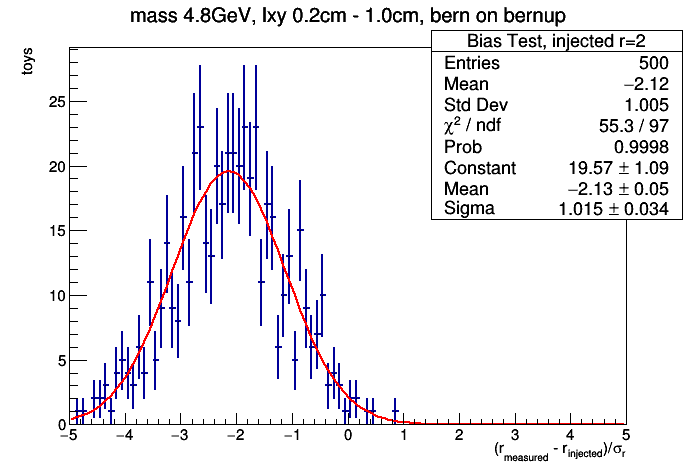 mass 4.8GeV, lxy 0.2cm - 1.0cm, bern on bernup
Bias Test, injected r=2
Entries 500
Mean −2.12
Std Dev 1.005
χ² / ndf 55.3 / 97
Prob 0.9998
Constant 19.57 ± 1.09
Mean −2.13 ± 0.05
Sigma 1.015 ± 0.034
toys
25
20
15
10
5
0
−5 −4 −3 −2 −1 0 1 2 3 4 5
(r_measured - r_injected)/σ_r